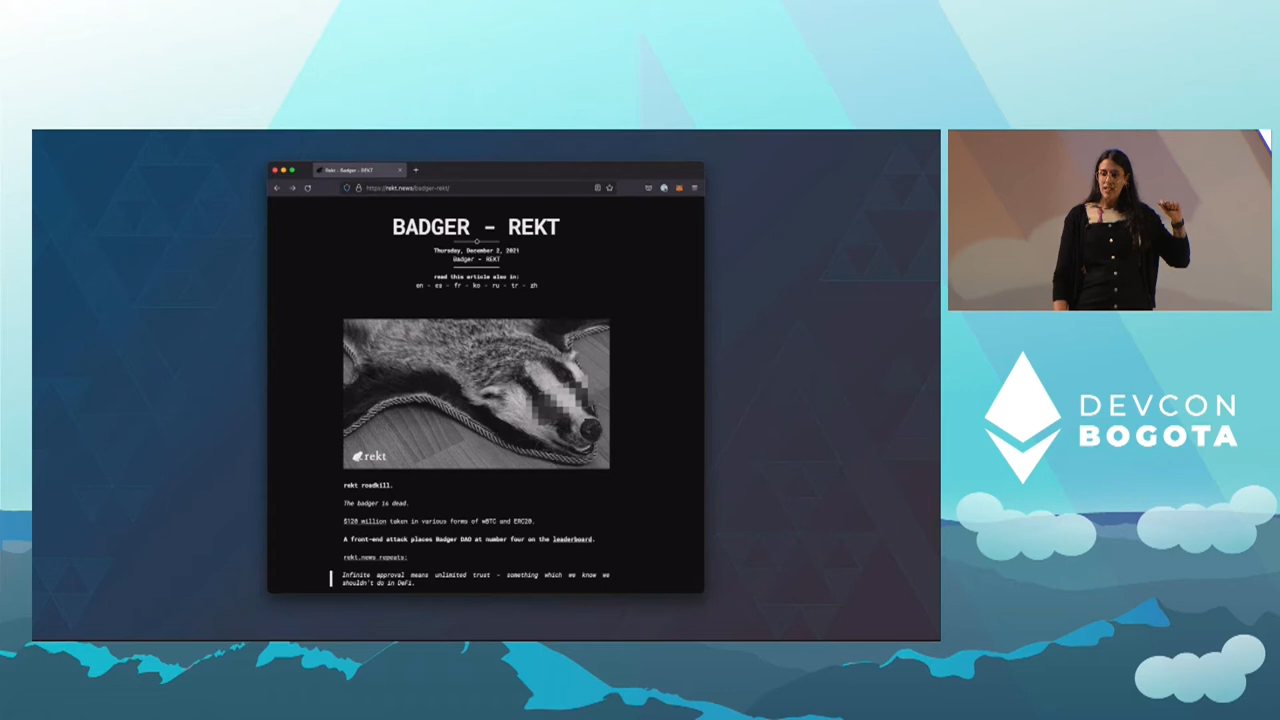 Rekt - Badger - REKT
https://rekt.news/badger-rekt/
BADGER - REKT
Thursday, December 2, 2021
Badger - REKT
read this article also in:
en - es - fr - ko - ru - tr - zh
rekt
rekt roadkill.
The badger is dead.
$120 million taken in various forms of wBTC and ERC20.
A front-end attack places Badger DAO at number four on the leaderboard.
rekt.news repeats:
Infinite approval means unlimited trust - something which we know we
shouldn't do in DeFi.
DEVCON
BOGOTA